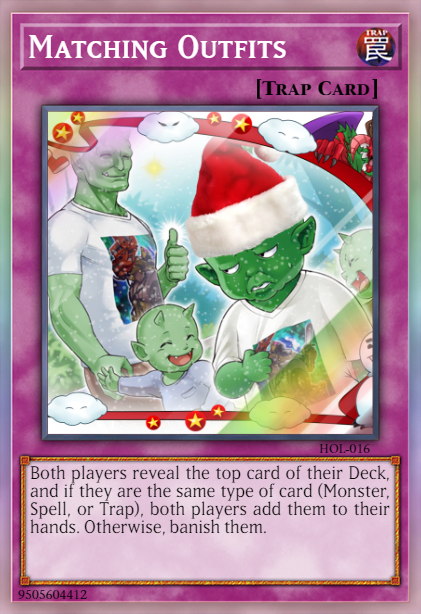 Matching Outfits
TRAP
罠
[Trap Card]
HOL-016
Both players reveal the top card of their Deck,
and if they are the same type of card (Monster,
Spell, or Trap), both players add them to their
hands. Otherwise, banish them.
9505604412